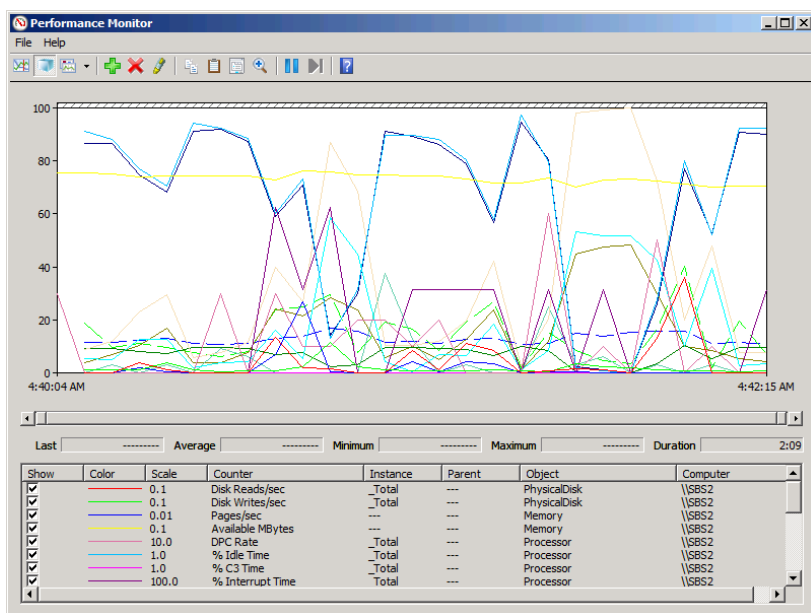 Performance Monitor
File Help
100
80
60
40
20
0
4:40:04 AM 4:42:15 AM
Last --------- Average --------- Minimum --------- Maximum --------- Duration 2:09
Show Color Scale Counter Instance Parent Object Computer
0.1 Disk Reads/sec _Total --- PhysicalDisk \\SBS2
0.1 Disk Writes/sec _Total --- PhysicalDisk \\SBS2
0.01 Pages/sec --- --- Memory \\SBS2
0.1 Available MBytes --- --- Memory \\SBS2
10.0 DPC Rate _Total --- Processor \\SBS2
1.0 % Idle Time _Total --- Processor \\SBS2
1.0 % C3 Time _Total --- Processor \\SBS2
100.0 % Interrupt Time _Total --- Processor \\SBS2